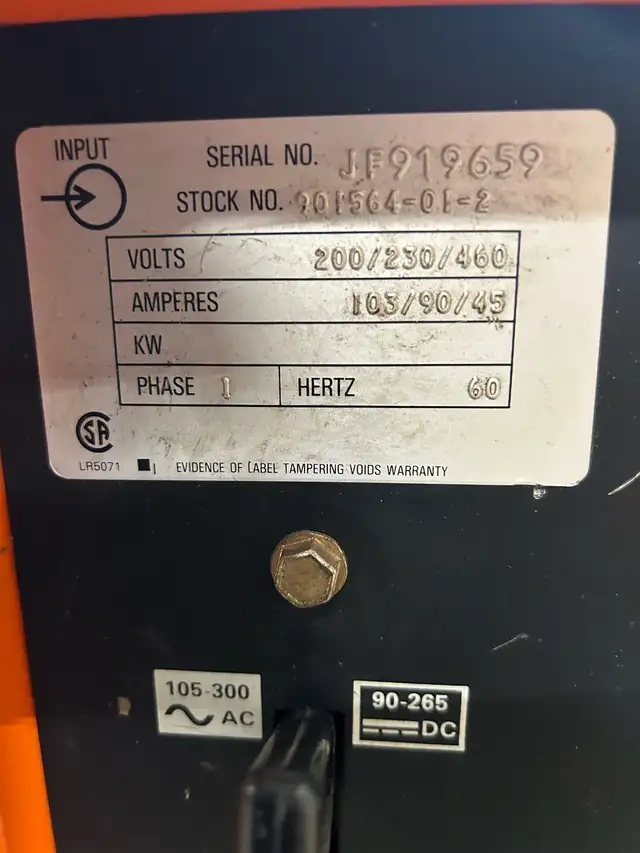 INPUT
SERIAL NO. JF919659
STOCK NO. 901564-01-2
VOLTS 200/230/460
AMPERES 103/90/45
KW
PHASE 1 HERTZ 60
SA
LR5071 EVIDENCE OF LABEL TAMPERING VOIDS WARRANTY
105-300
AC
90-265
DC